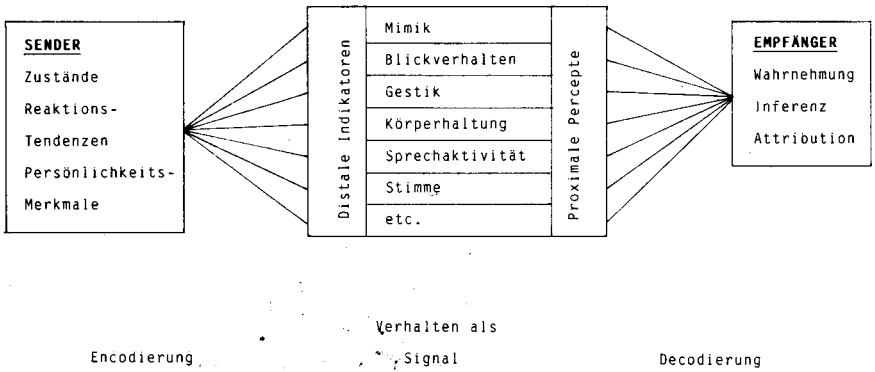 SENDER
Zustände
Reaktions-
Tendenzen
Persönlichkeits-
Merkmale
Distale Indikatoren
Mimik
Blickverhalten
Gestik
Körperhaltung
Sprechaktivität
Stimme
etc.
Proximale Percepte
EMPFÄNGER
Wahrnehmung
Inferenz
Attribution
Encodierung
Verhalten als
Signal
Decodierung